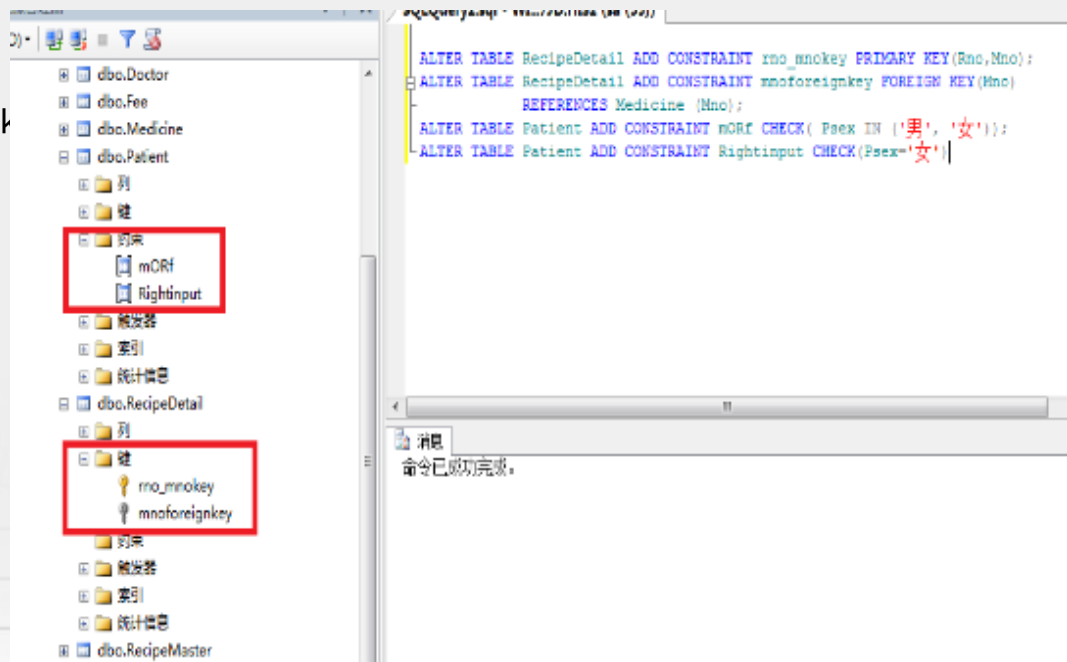 dbo.Doctor
dbo.Fee
dbo.Medicine
dbo.Patient
列
键
约束
mORf
Rightinput
触发器
索引
统计信息
dbo.RecipeDetail
列
键
rno_mnokey
mnoforeignkey
约束
触发器
索引
统计信息
dbo.RecipeMaster
k
ALTER TABLE RecipeDetail ADD CONSTRAINT rno_mnokey PRIMARY KEY(Rno,Mno);
ALTER TABLE RecipeDetail ADD CONSTRAINT mnoforeignkey FOREIGN KEY(Mno)
REFERENCES Medicine (Mno);
ALTER TABLE Patient ADD CONSTRAINT mORf CHECK( Psex IN ('男', '女'));
ALTER TABLE Patient ADD CONSTRAINT Rightinput CHECK(Psex='女')
消息
命令已成功完成。